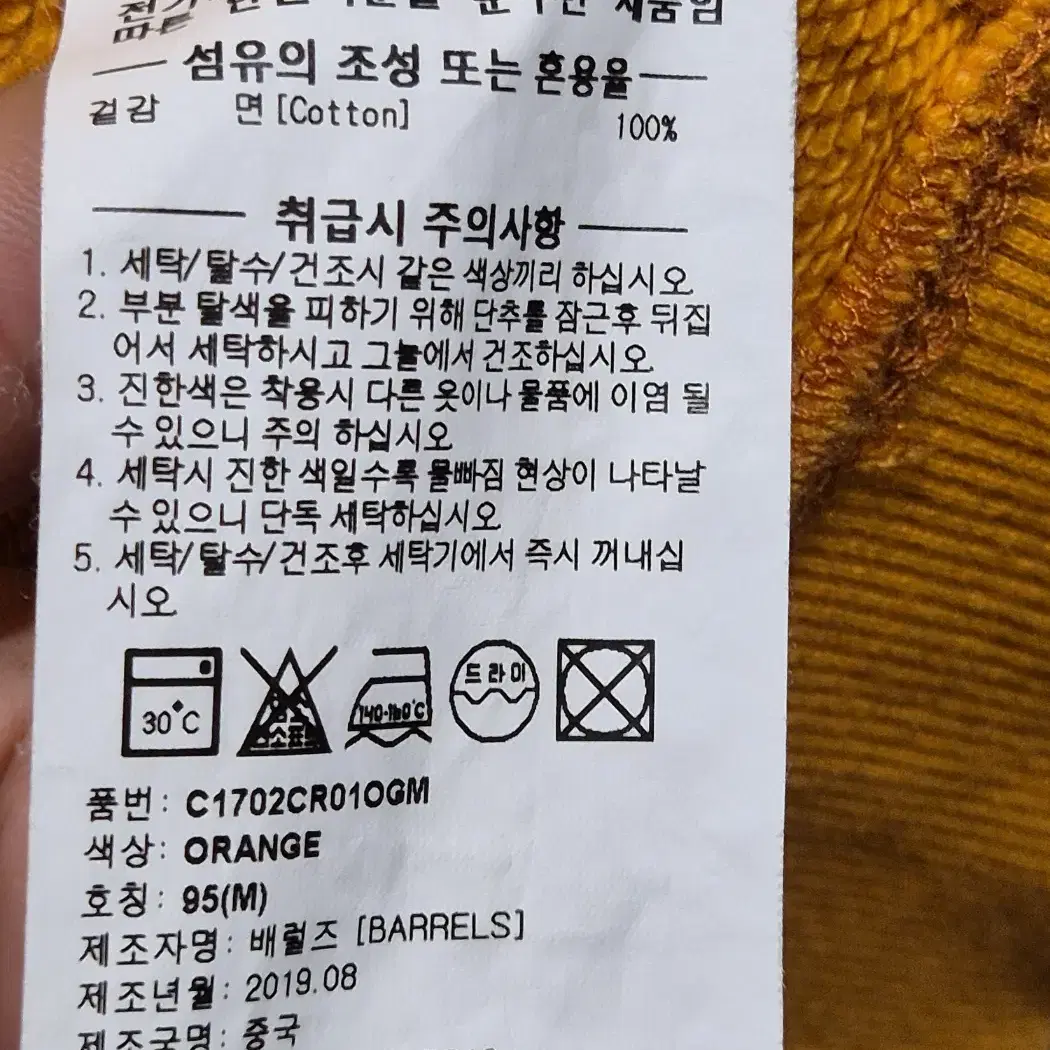 섬유의 조성 또는 혼용율
겉감 면 [Cotton] 100%
취급시 주의사항
1. 세탁/탈수/건조시 같은 색상끼리 하십시오
2. 부분 탈색을 피하기 위해 단추를 잠근후 뒤집
어서 세탁하시고 그늘에서 건조하십시오
3. 진한색은 착용시 다른 옷이나 물품에 이염 될
수 있으니 주의 하십시오
4. 세탁시 진한 색일수록 물빠짐 현상이 나타날
수 있으니 단독 세탁하십시오
5. 세탁/탈수/건조후 세탁기에서 즉시 꺼내십
시오
30°C 140-160°C 드라이
품번: C1702CR01OGM
색상: ORANGE
호칭: 95(M)
제조자명: 배럴즈 [BARRELS]
제조년월: 2019.08
제조국명: 중국